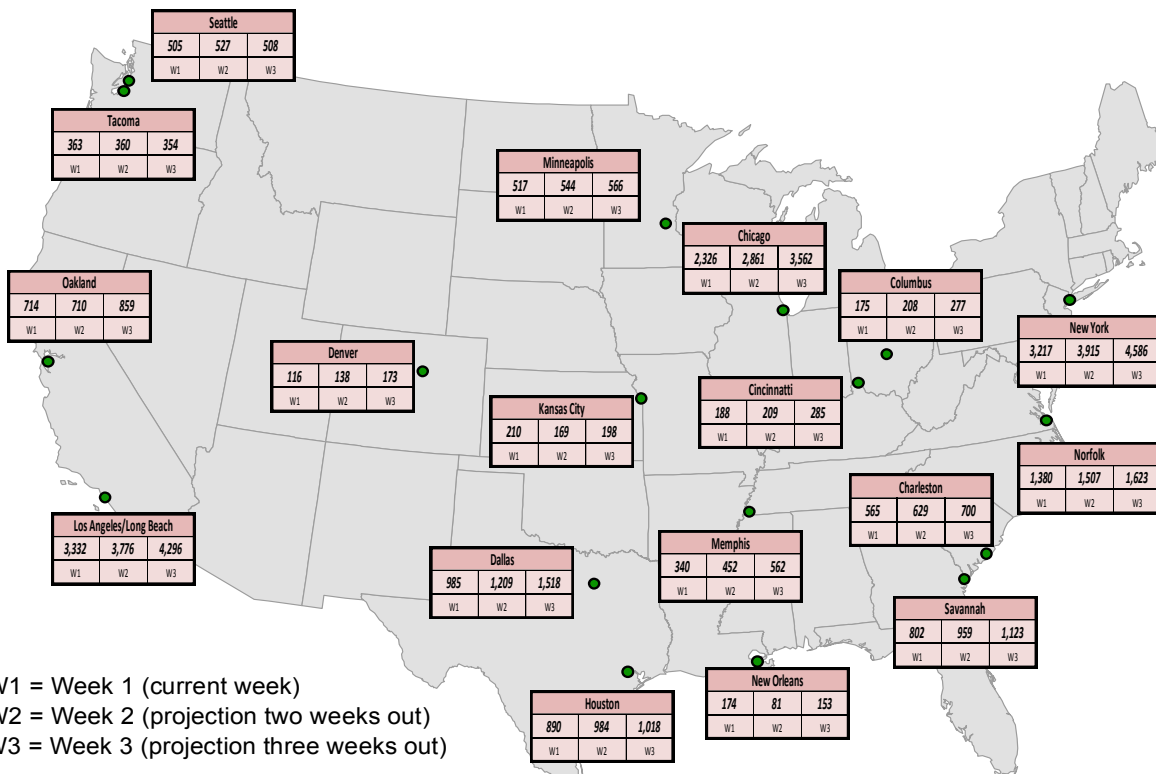 Seattle
505 527 508
W1 W2 W3
Tacoma
363 360 354
W1 W2 W3
Minneapolis
517 544 566
W1 W2 W3
Chicago
2,326 2,861 3,562
W1 W2 W3
Oakland
714 710 859
W1 W2 W3
Columbus
175 208 277
W1 W2 W3
New York
3,217 3,915 4,586
W1 W2 W3
Denver
116 138 173
W1 W2 W3
Cincinnatti
188 209 285
W1 W2 W3
Kansas City
210 169 198
W1 W2 W3
Norfolk
1,380 1,507 1,623
W1 W2 W3
Charleston
565 629 700
W1 W2 W3
Los Angeles/Long Beach
3,332 3,776 4,296
W1 W2 W3
Memphis
340 452 562
W1 W2 W3
Dallas
985 1,209 1,518
W1 W2 W3
Savannah
802 959 1,123
W1 W2 W3
New Orleans
174 81 153
W1 W2 W3
Houston
890 984 1,018
W1 W2 W3
W1 = Week 1 (current week)
W2 = Week 2 (projection two weeks out)
W3 = Week 3 (projection three weeks out)